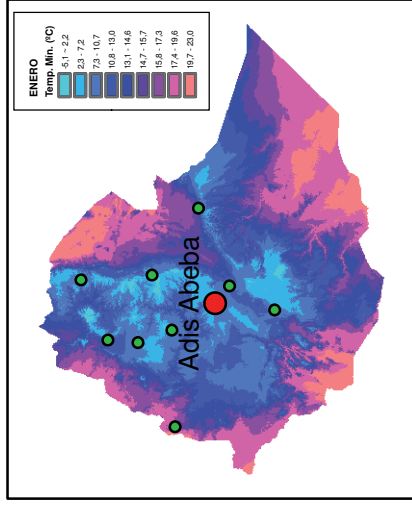 ENERO
Temp. Min. (ºC)
-5,1 ~ 2,2
2,3 - 7,2
7,3 - 10,7
10,8 - 13,0
13,1 - 14,6
14,7 - 15,7
15,8 - 17,3
17,4 - 19,6
19,7 - 23,0
Adis Abeba